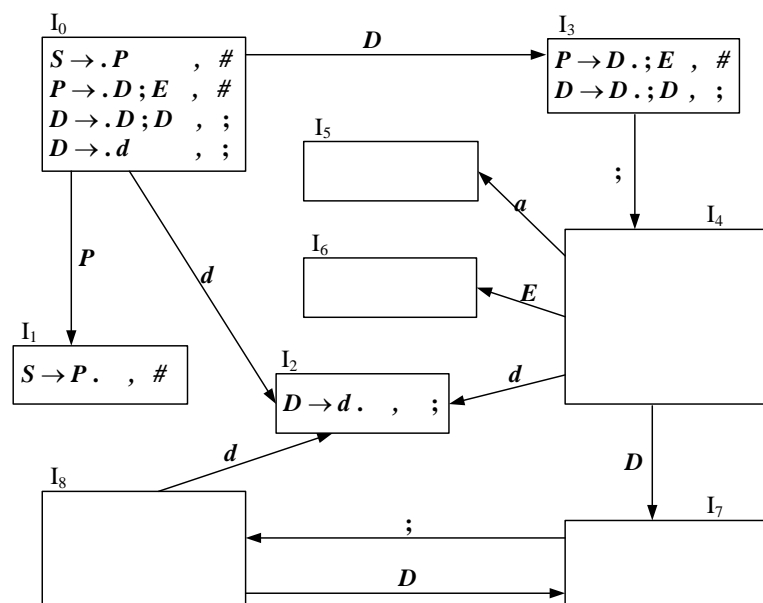 I₀
S → . P , #
P → . D ; E , #
D → . D ; D , ;
D → . d , ;
D
I₃
P → D . ; E , #
D → D . ; D , ;
I₅
;
a
I₄
I₆
P
d
E
I₁
S → P . , #
I₂
D → d . , ;
d
d
D
I₈
I₇
;
D